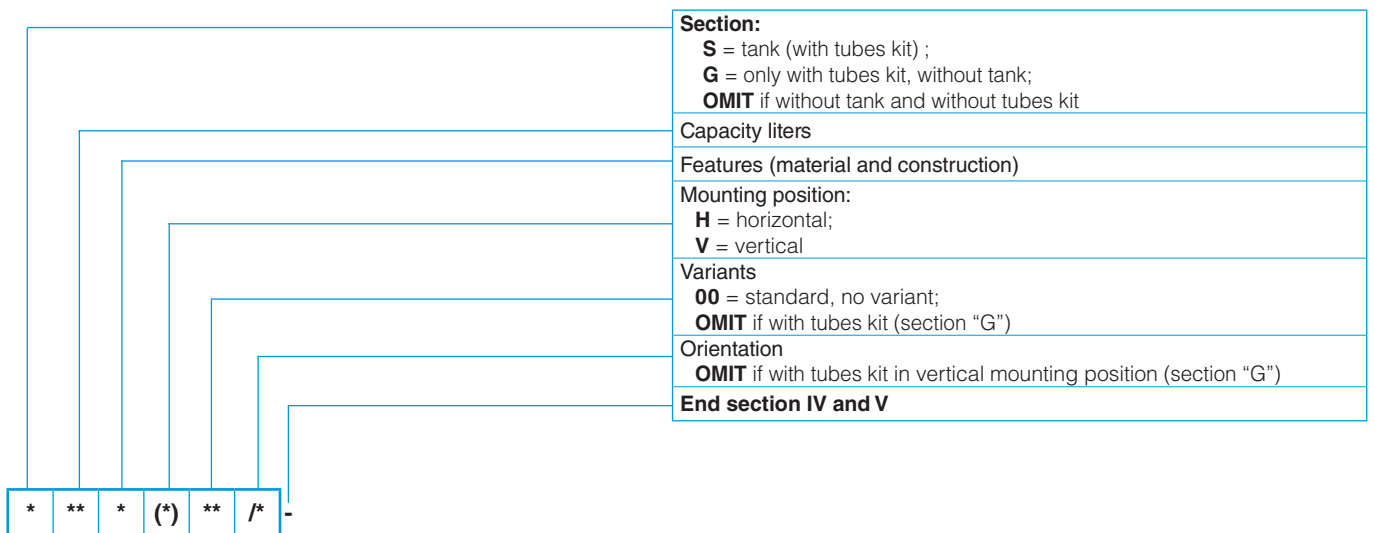 Section:
S = tank (with tubes kit) ;
G = only with tubes kit, without tank;
OMIT if without tank and without tubes kit
Capacity liters
Features (material and construction)
Mounting position:
H = horizontal;
V = vertical
Variants
00 = standard, no variant;
OMIT if with tubes kit (section “G”)
Orientation
OMIT if with tubes kit in vertical mounting position (section “G”)
End section IV and V
* ** * (*) ** /* -